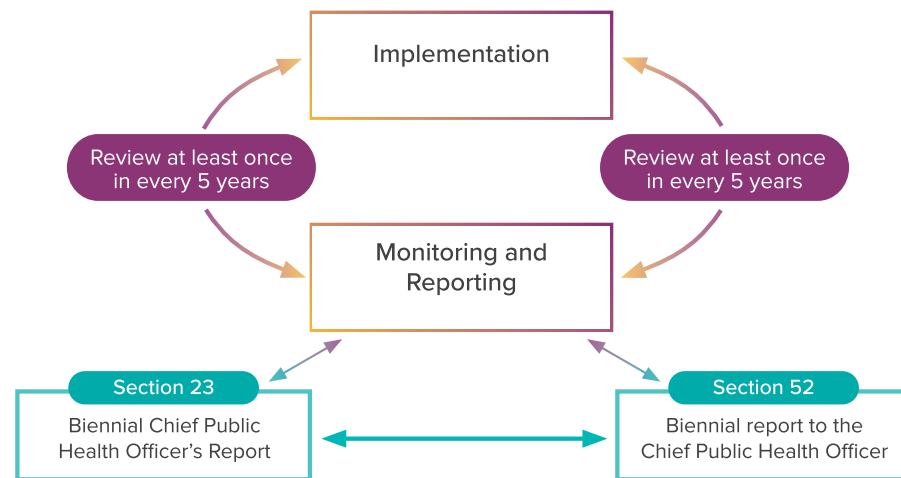 Implementation
Review at least once
in every 5 years
Review at least once
in every 5 years
Monitoring and
Reporting
Section 23
Biennial Chief Public
Health Officer’s Report
Section 52
Biennial report to the
Chief Public Health Officer